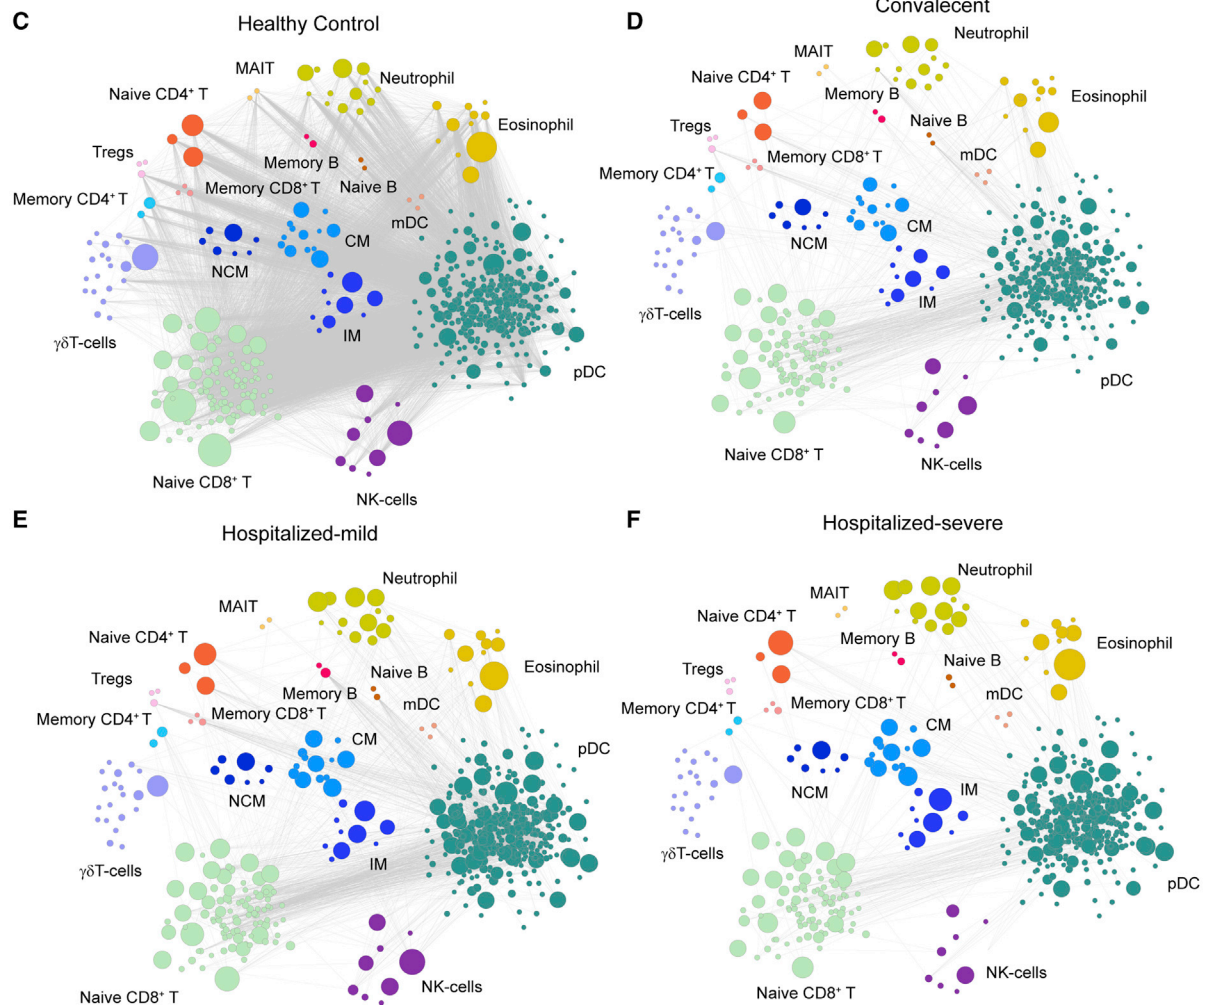 C
Healthy Control
MAIT
Neutrophil
Naive CD4⁺ T
Eosinophil
Tregs
Memory B
Memory CD8⁺ T
Naive B
Memory CD4⁺ T
mDC
CM
NCM
IM
γδT-cells
pDC
Naive CD8⁺ T
NK-cells
D
Convalecent
Neutrophil
MAIT
Naive CD4⁺ T
Memory B
Eosinophil
Naive B
Tregs
Memory CD8⁺ T
mDC
Memory CD4⁺ T
CM
NCM
IM
γδT-cells
pDC
Naive CD8⁺ T
NK-cells
E
Hospitalized-mild
Neutrophil
MAIT
Naive CD4⁺ T
Eosinophil
Tregs
Naive B
Memory B
mDC
Memory CD4⁺ T
Memory CD8⁺ T
CM
pDC
NCM
IM
γδT-cells
NK-cells
Naive CD8⁺ T
F
Hospitalized-severe
Neutrophil
MAIT
Naive CD4⁺ T
Memory B
Eosinophil
Naive B
Tregs
mDC
Memory CD8⁺ T
Memory CD4⁺ T
CM
IM
NCM
γδT-cells
pDC
NK-cells
Naive CD8⁺ T